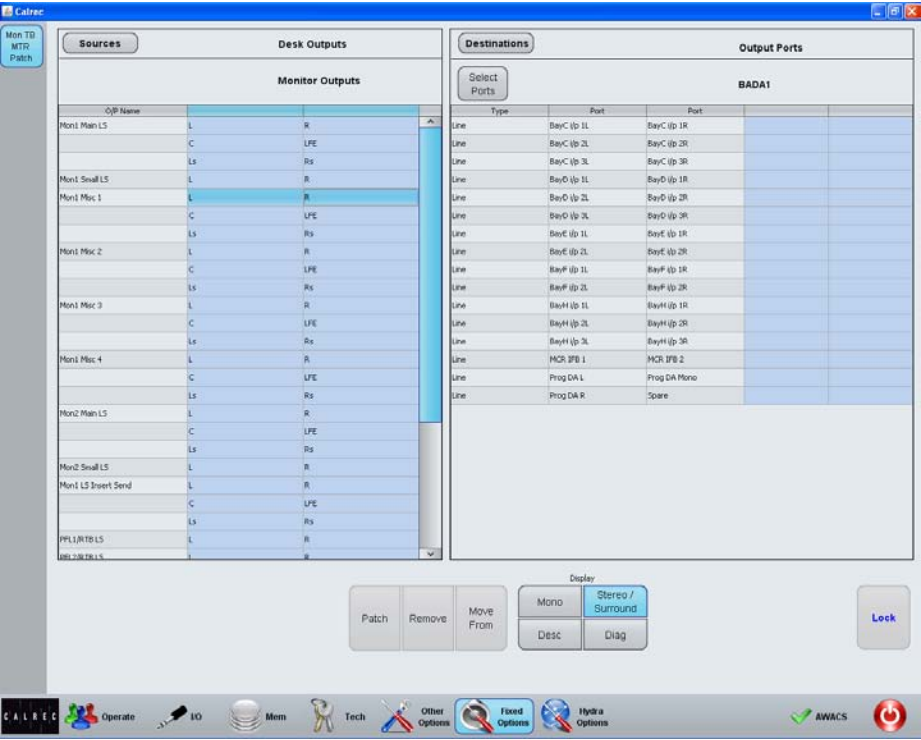 Calrec
Mon TB
MTR
Patch
Sources
Desk Outputs
Monitor Outputs
O/P Name
Mon1 Main LS L R
C LFE
Ls Rs
Mon1 Small LS L R
Mon1 Misc 1 L R
C LFE
Ls Rs
Mon1 Misc 2 L R
C LFE
Ls Rs
Mon1 Misc 3 L R
C LFE
Ls Rs
Mon1 Misc 4 L R
C LFE
Ls Rs
Mon2 Main LS L R
C LFE
Ls Rs
Mon2 Small LS L R
Mon1 LS Insert Send L R
C LFE
Ls Rs
PFL1/RTB LS L R
PFL2/RTB LS L R
Destinations
Output Ports
Select
Ports
BADA1
Type Port Port
Line BayC i/p 1L BayC i/p 1R
Line BayC i/p 2L BayC i/p 2R
Line BayC i/p 3L BayC i/p 3R
Line BayD i/p 1L BayD i/p 1R
Line BayD i/p 2L BayD i/p 2R
Line BayD i/p 3L BayD i/p 3R
Line BayE i/p 1L BayE i/p 1R
Line BayE i/p 2L BayE i/p 2R
Line BayF i/p 1L BayF i/p 1R
Line BayF i/p 2L BayF i/p 2R
Line BayH i/p 1L BayH i/p 1R
Line BayH i/p 2L BayH i/p 2R
Line BayH i/p 3L BayH i/p 3R
Line MCR IFB 1 MCR IFB 2
Line Prog DA L Prog DA Mono
Line Prog DA R Spare
Patch
Remove
Move
From
Display
Mono
Stereo /
Surround
Desc
Diag
Lock
CALREC
Operate
I/O
Mem
Tech
Other
Options
Fixed
Options
Hydra
Options
AWACS